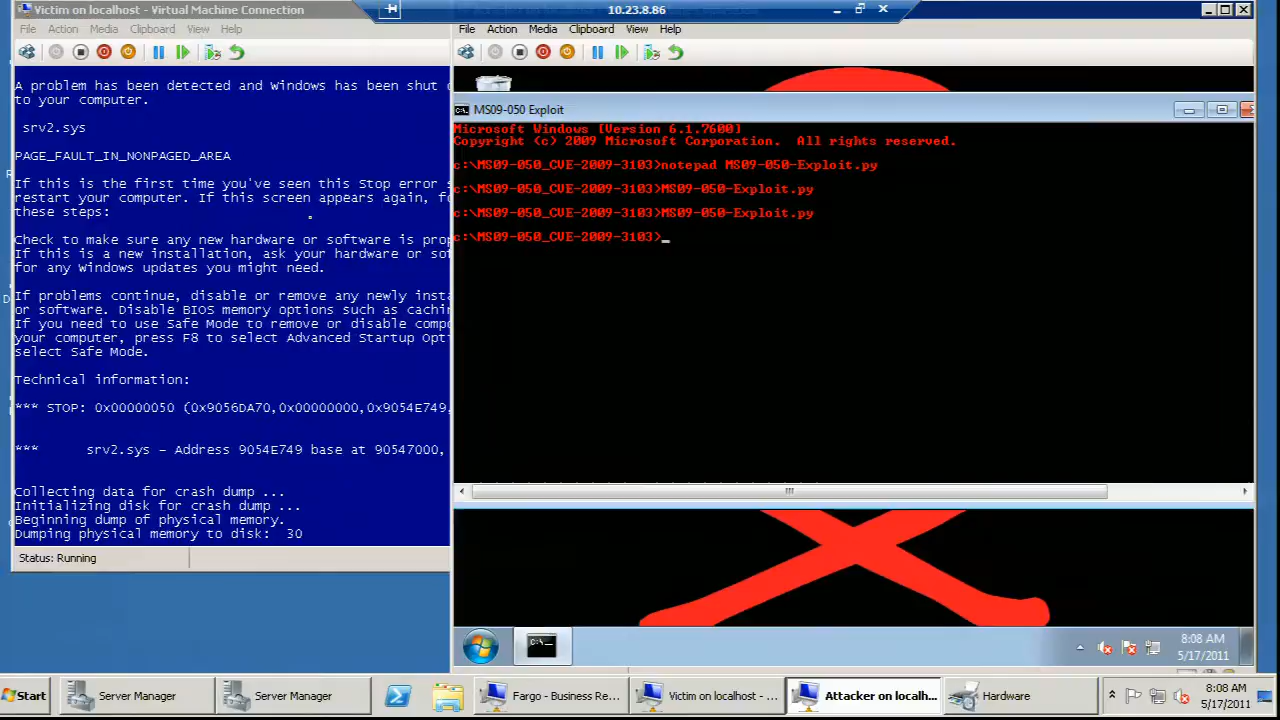 Victim on localhost - Virtual Machine Connection
10.23.8.86
File Action Media Clipboard View Help
File Action Media Clipboard View Help
A problem has been detected and Windows has been shut
to your computer.
srv2.sys
PAGE_FAULT_IN_NONPAGED_AREA
If this is the first time you've seen this Stop error
restart your computer. If this screen appears again,
these steps:
Check to make sure any new hardware or software is
If this is a new installation, ask your hardware or
for any Windows updates you might need.
If problems continue, disable or remove any newly
or software. Disable BIOS memory options such as
If you need to use Safe Mode to remove or disable
your computer, press F8 to select Advanced Startup
select Safe Mode.
Technical information:
*** STOP: 0x00000050 (0x9056DA70,0x00000000,0x9054E749,
*** srv2.sys - Address 9054E749 base at 90547000,
Collecting data for crash dump ...
Initializing disk for crash dump ...
Beginning dump of physical memory.
Dumping physical memory to disk: 30
Status: Running
MS09-050 Exploit
Microsoft Windows [Version 6.1.7600]
Copyright (c) 2009 Microsoft Corporation. All rights reserved.
c:\MS09-050_CVE-2009-3103>notepad MS09-050-Exploit.py
c:\MS09-050_CVE-2009-3103>MS09-050-Exploit.py
c:\MS09-050_CVE-2009-3103>MS09-050-Exploit.py
c:\MS09-050_CVE-2009-3103>_
8:08 AM
5/17/2011
Start
Server Manager
Server Manager
Fargo - Business Re...
Victim on localhost - ...
Attacker on localh...
Hardware
8:08 AM
5/17/2011